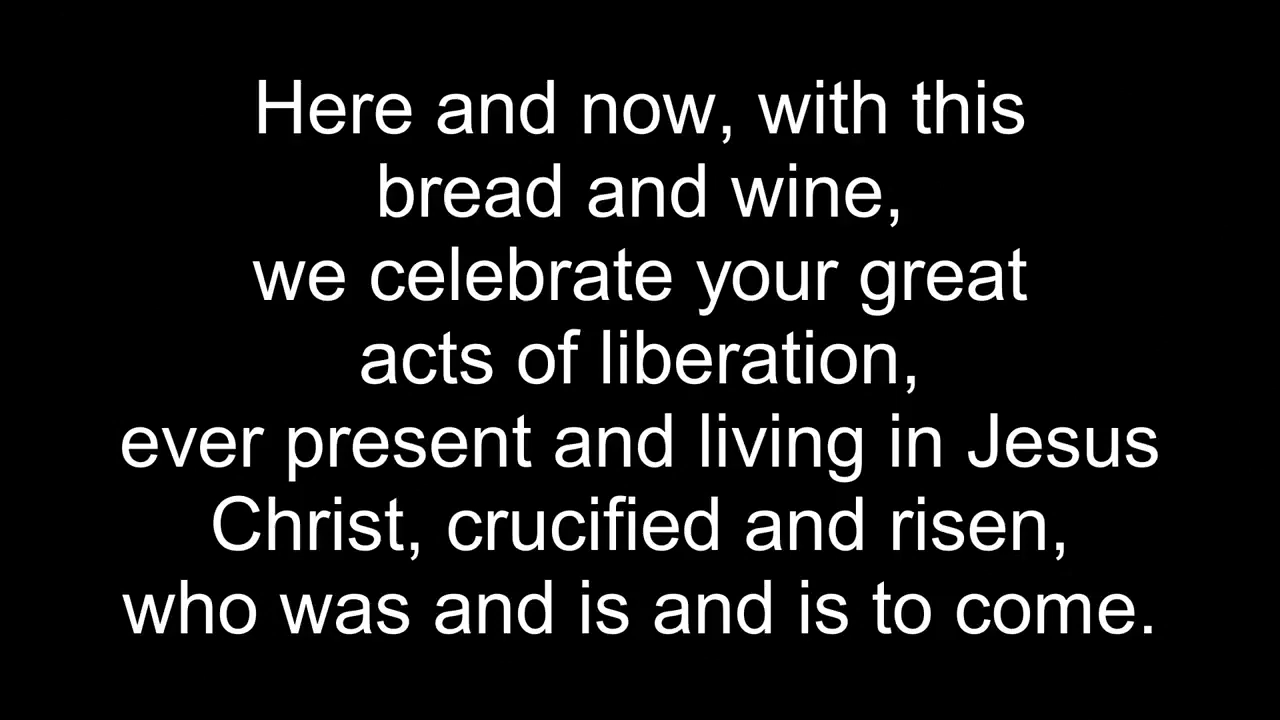 Here and now, with this
bread and wine,
we celebrate your great
acts of liberation,
ever present and living in Jesus
Christ, crucified and risen,
who was and is and is to come.